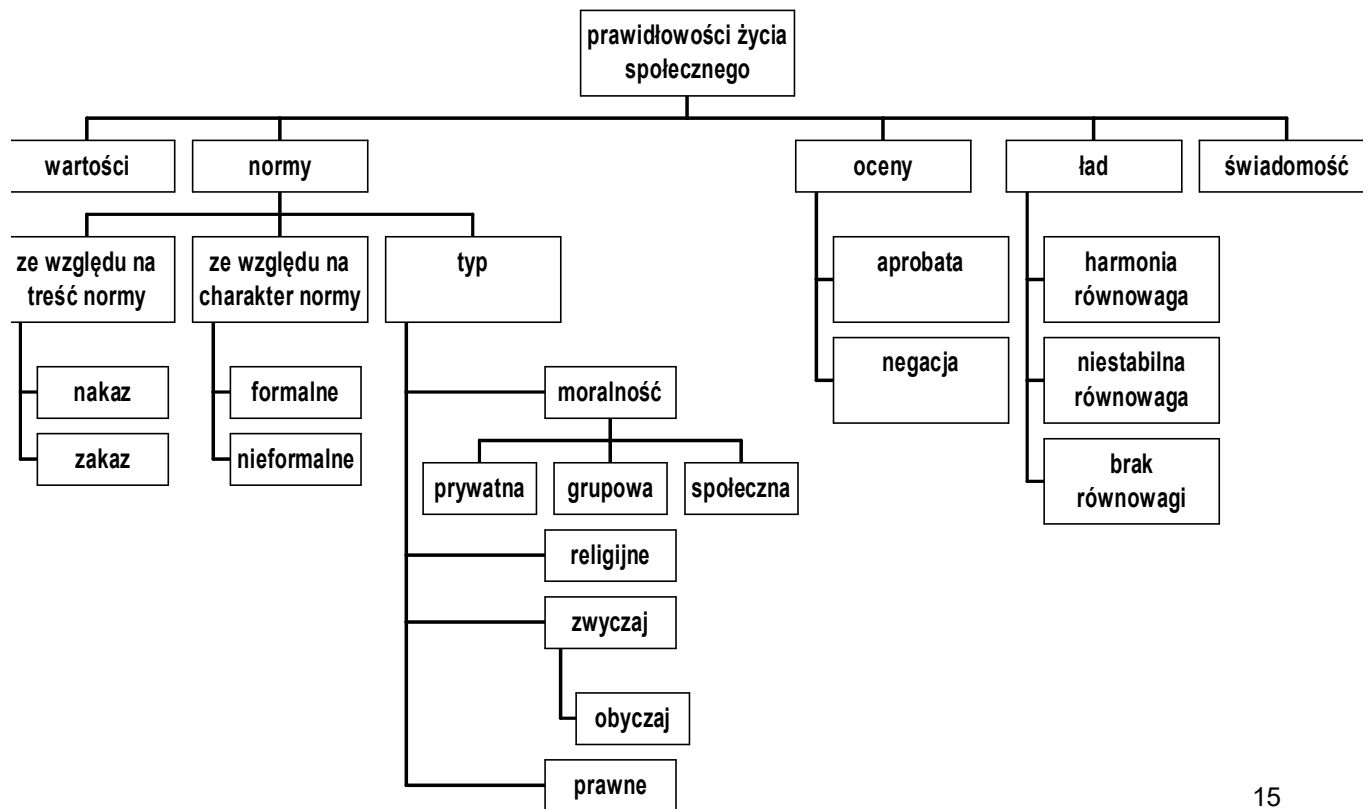 prawidłowości życia
społecznego
wartości
normy
oceny
ład
świadomość
ze względu na
treść normy
ze względu na
charakter normy
typ
aprobata
harmonia
równowaga
nakaz
formalne
moralność
negacja
niestabilna
równowaga
zakaz
nieformalne
prywatna
grupowa
społeczna
brak
równowagi
religijne
zwyczaj
obyczaj
prawne
15